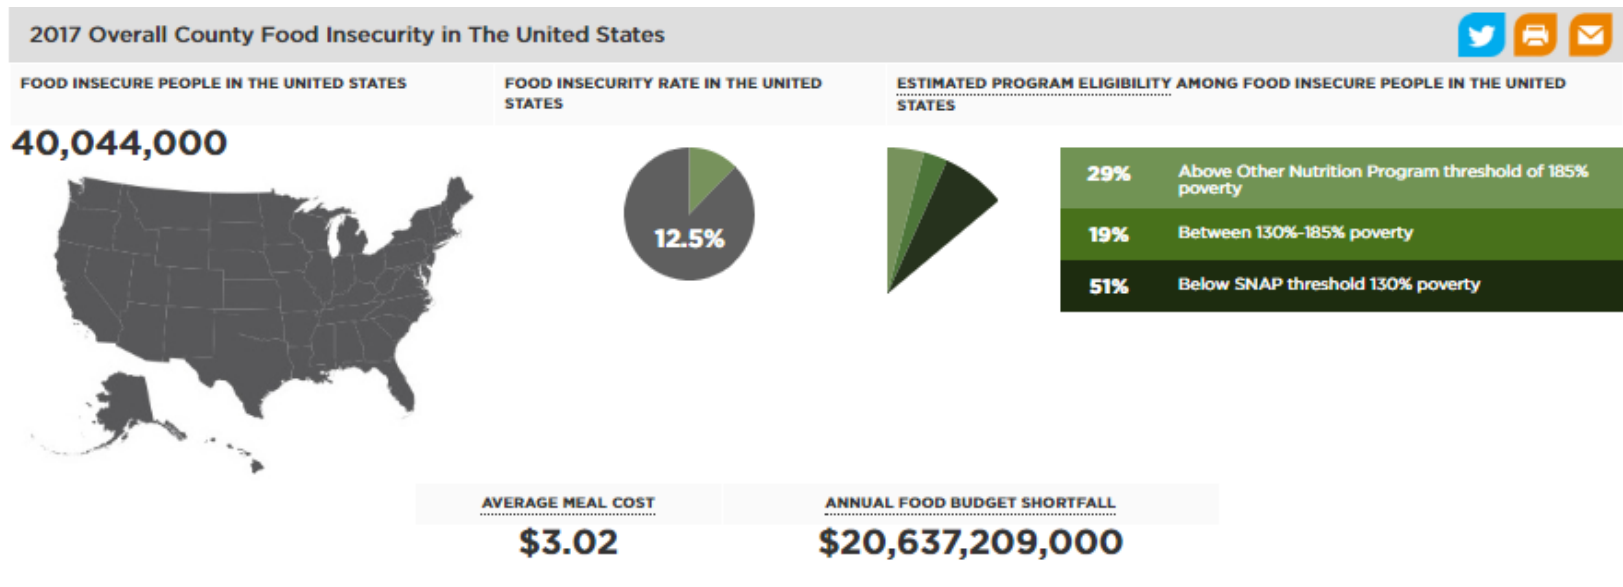 2017 Overall County Food Insecurity in The United States
FOOD INSECURE PEOPLE IN THE UNITED STATES
40,044,000
FOOD INSECURITY RATE IN THE UNITED
STATES
12.5%
ESTIMATED PROGRAM ELIGIBILITY AMONG FOOD INSECURE PEOPLE IN THE UNITED
STATES
29% Above Other Nutrition Program threshold of 185%
poverty
19% Between 130%-185% poverty
51% Below SNAP threshold 130% poverty
AVERAGE MEAL COST
$3.02
ANNUAL FOOD BUDGET SHORTFALL
$20,637,209,000